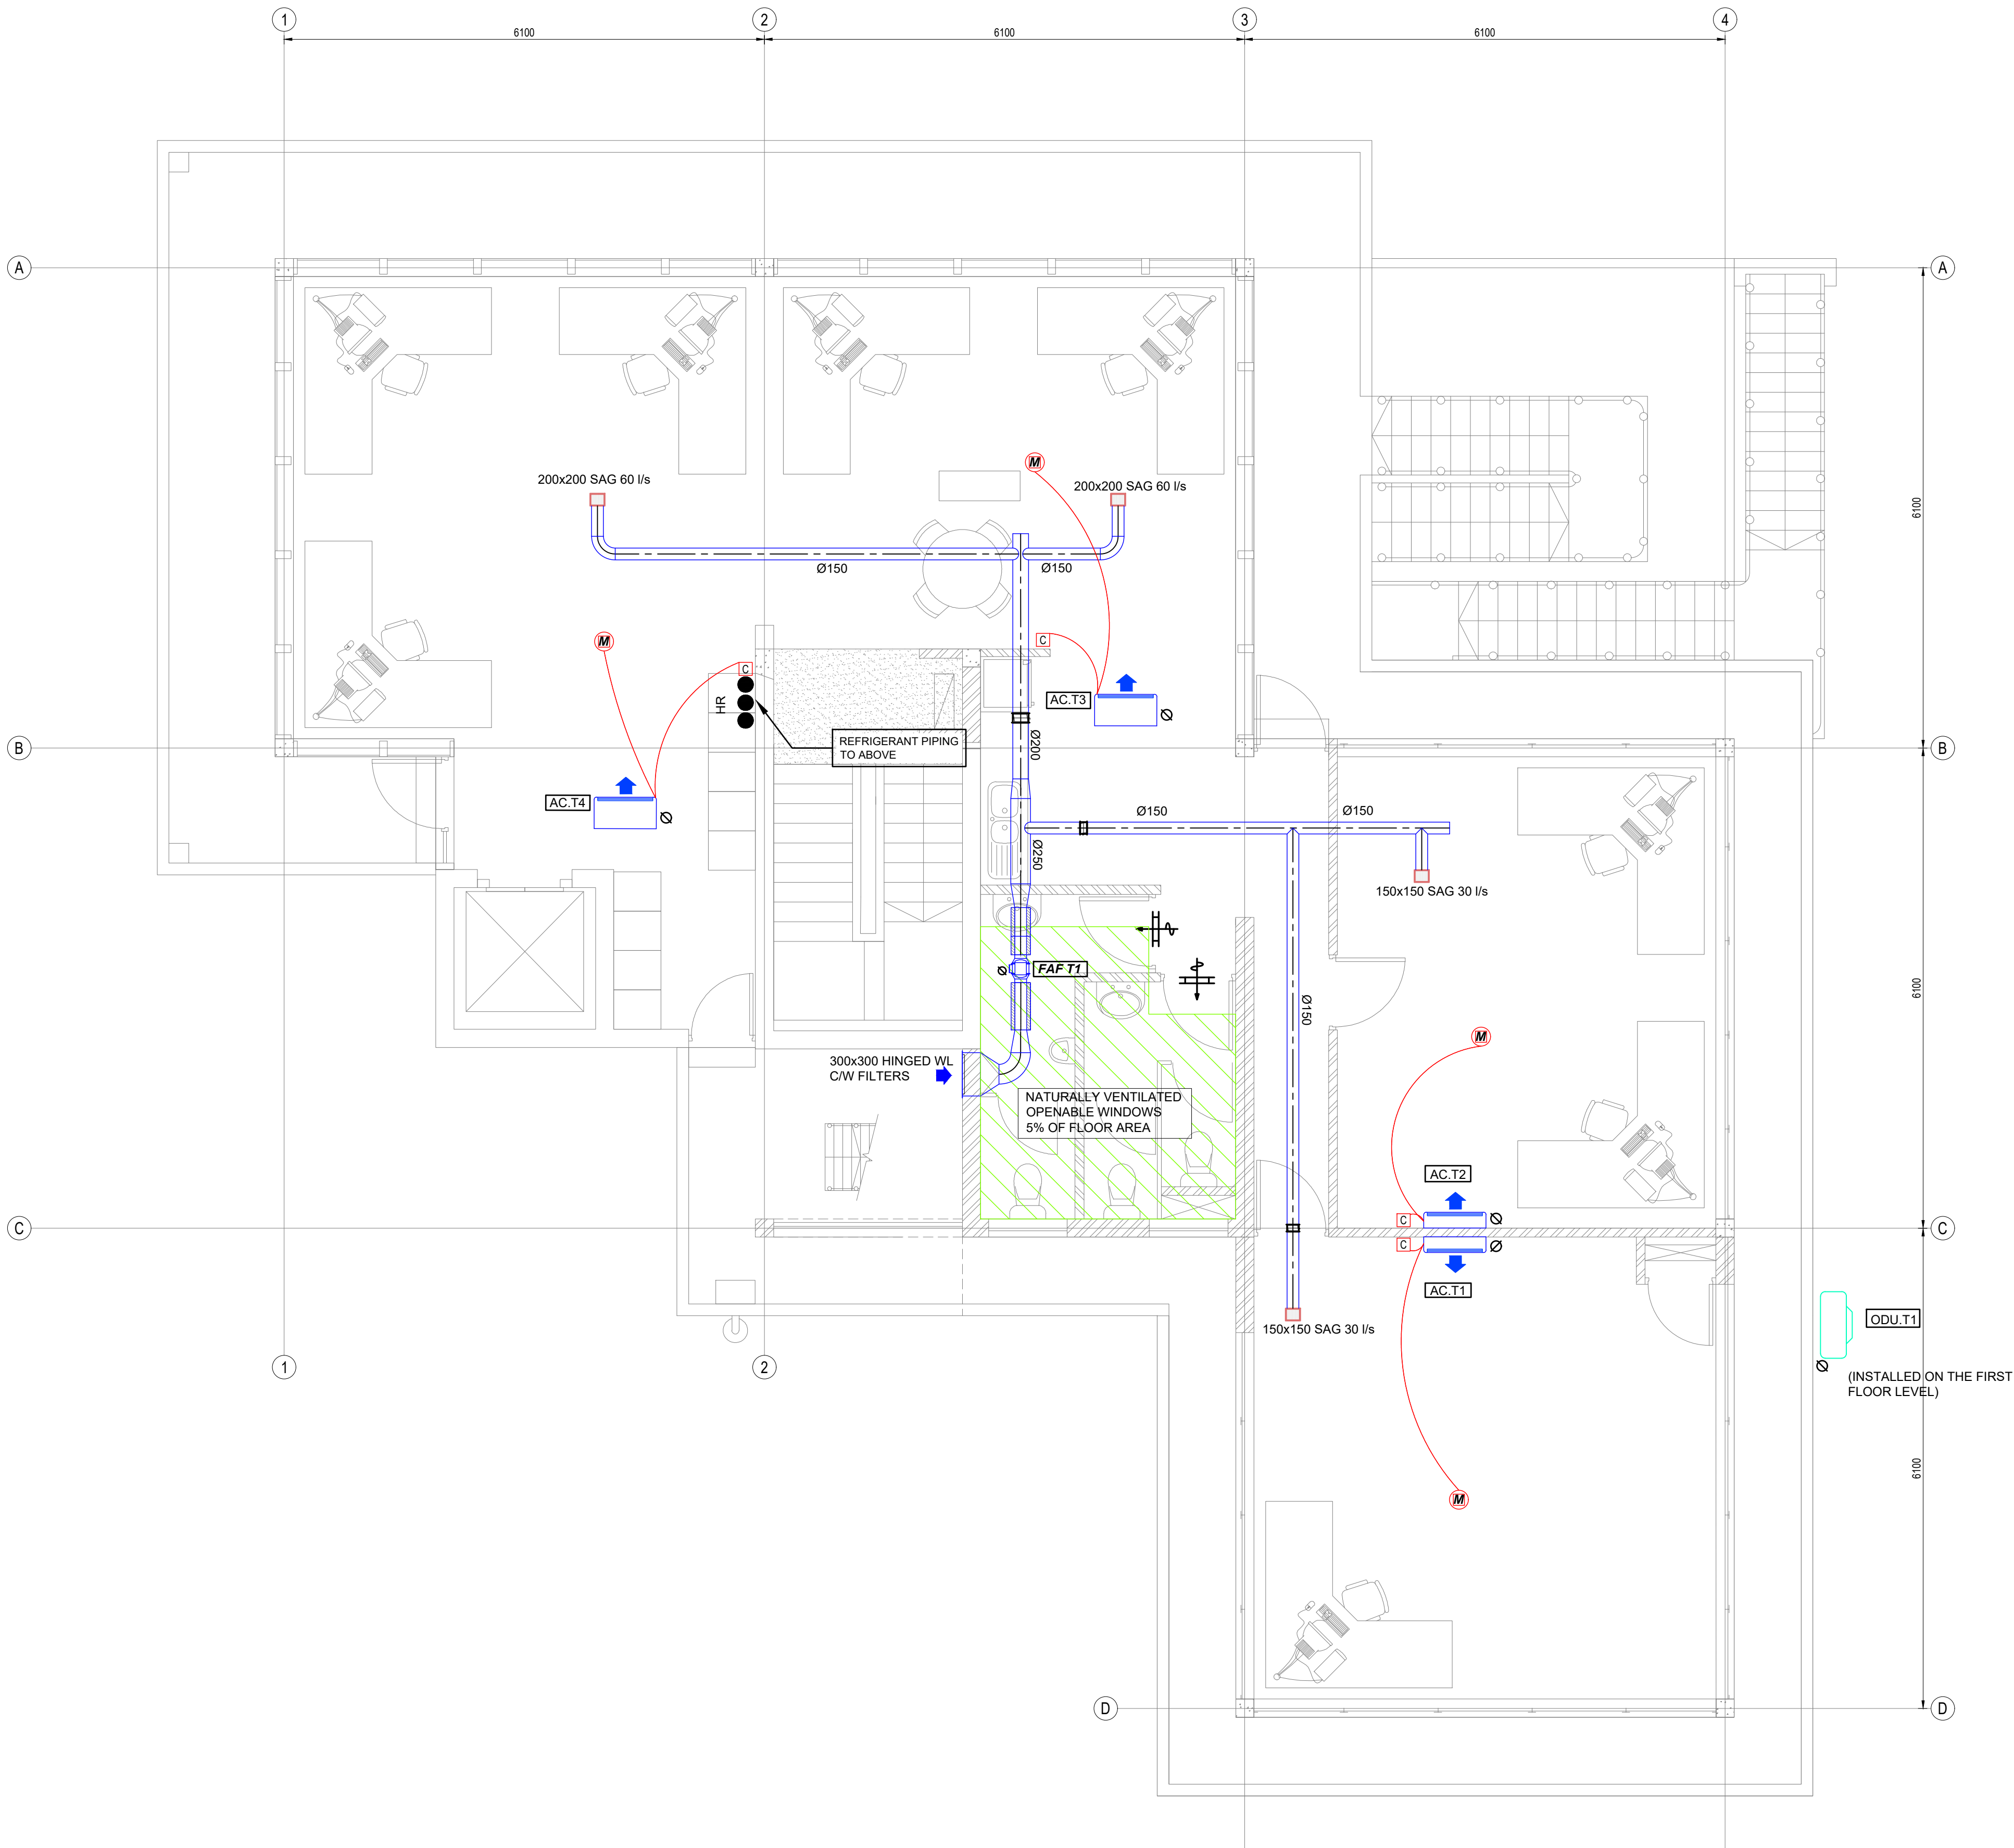 1
2
3
4
6100
6100
6100
A
A
200x200 SAG 60 l/s
M
200x200 SAG 60 l/s
6100
Ø150
Ø150
M
C
C
HR
AC.T3
Ø
Ø200
REFRIGERANT PIPING
TO ABOVE
B
B
AC.T4
Ø
Ø150
Ø150
Ø250
150x150 SAG 30 l/s
FAF T1
Ø
6100
Ø150
M
300x300 HINGED WL
C/W FILTERS
NATURALLY VENTILATED
OPENABLE WINDOWS
5% OF FLOOR AREA
AC.T2
C
Ø
C
C
C
Ø
AC.T1
150x150 SAG 30 l/s
ODU.T1
Ø
(INSTALLED ON THE FIRST
FLOOR LEVEL)
1
2
6100
M
D
D